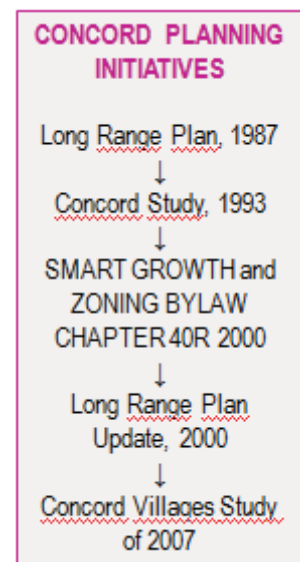 CONCORD PLANNING
INITIATIVES
Long Range Plan, 1987
↓
Concord Study, 1993
↓
SMART GROWTH and
ZONING BYLAW
CHAPTER 40R 2000
↓
Long Range Plan
Update, 2000
↓
Concord Villages Study
of 2007